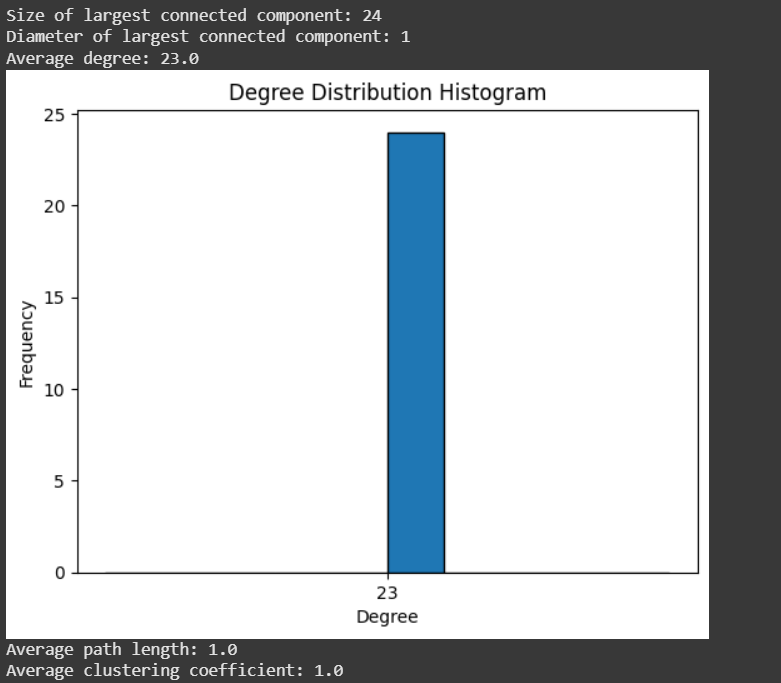 Size of largest connected component: 24
Diameter of largest connected component: 1
Average degree: 23.0
Degree Distribution Histogram
25
20
15
10
5
0
Frequency
23
Degree
Average path length: 1.0
Average clustering coefficient: 1.0